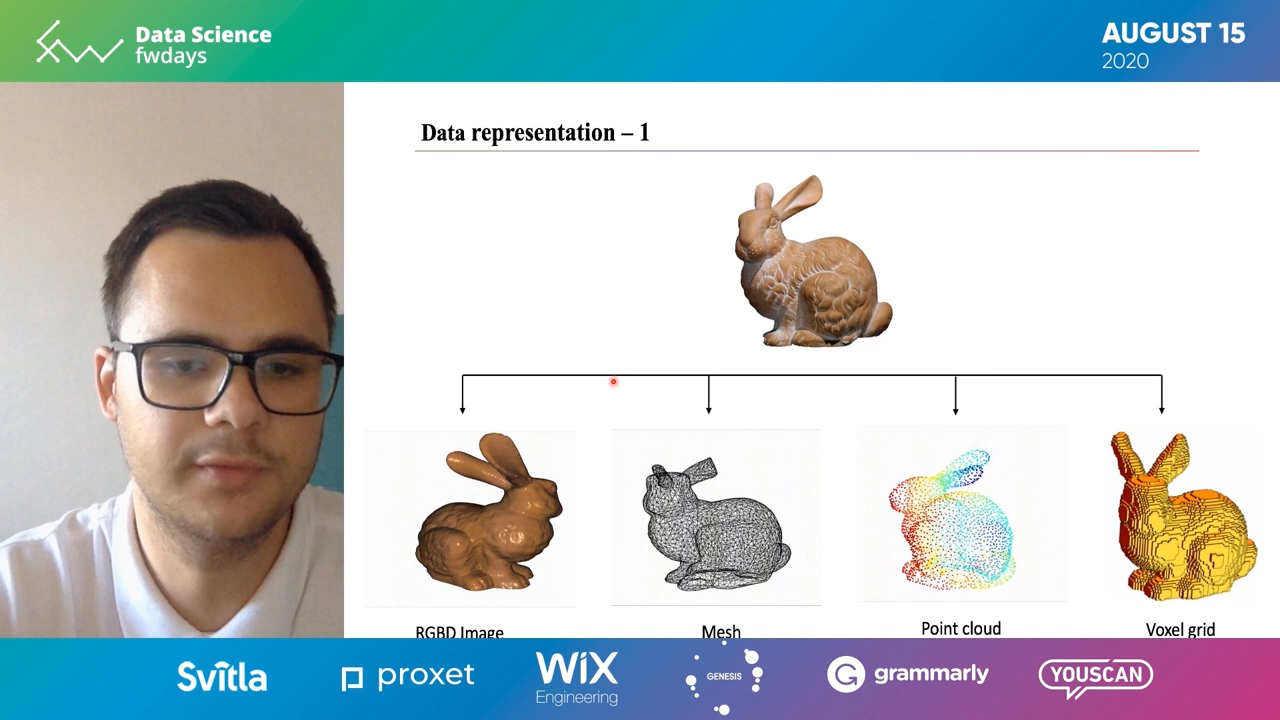 Data Science
fwdays
AUGUST 15
2020
Data representation – 1
RGBD Image
Mesh
Point cloud
Voxel grid
Svitla
proxet
WiX
Engineering
GENESIS
grammarly
YOUSCAN